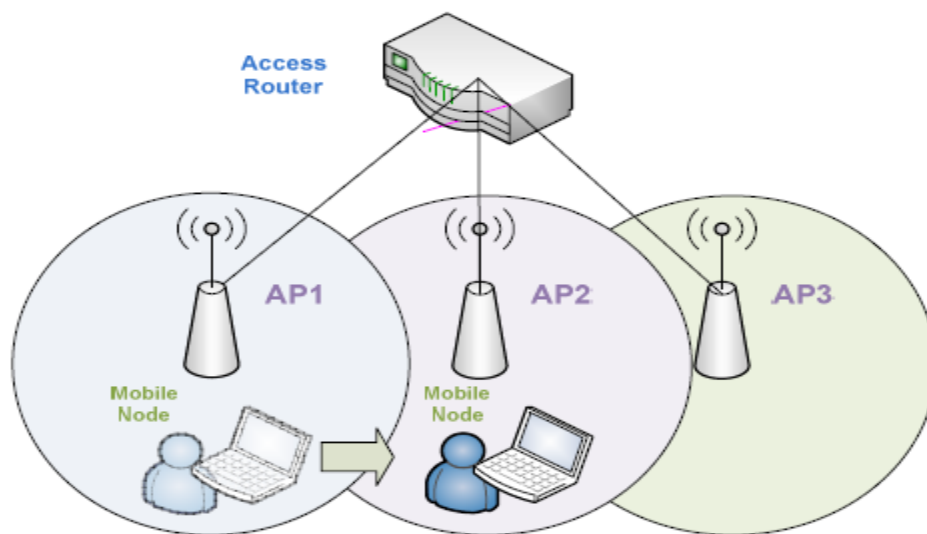 Access
Router
AP1
AP2
AP3
Mobile
Node
Mobile
Node